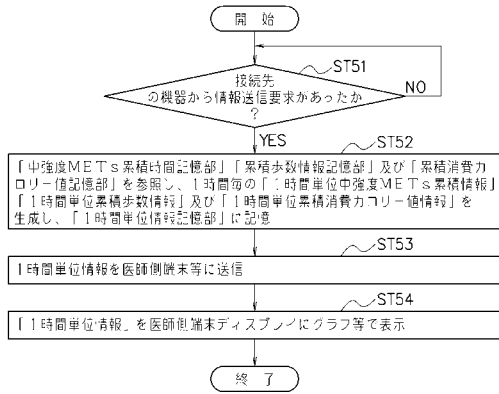 開 始
ST51
接続先
の機器から情報送信要求があったか
?
NO
YES
ST52
「中強度METs累積時間記憶部」「累積歩数情報記憶部」及び「累積消費カ
ロリー値記憶部」を参照し、1時間毎の「1時間単位中強度METs累積情報」
「1時間単位累積歩数情報」及び「1時間単位累積消費カロリー値情報」を
生成し、「1時間単位情報記憶部」に記憶
ST53
1時間単位情報を医師側端末等に送信
ST54
「1時間単位情報」を医師側端末ディスプレイにグラフ等で表示
終 了